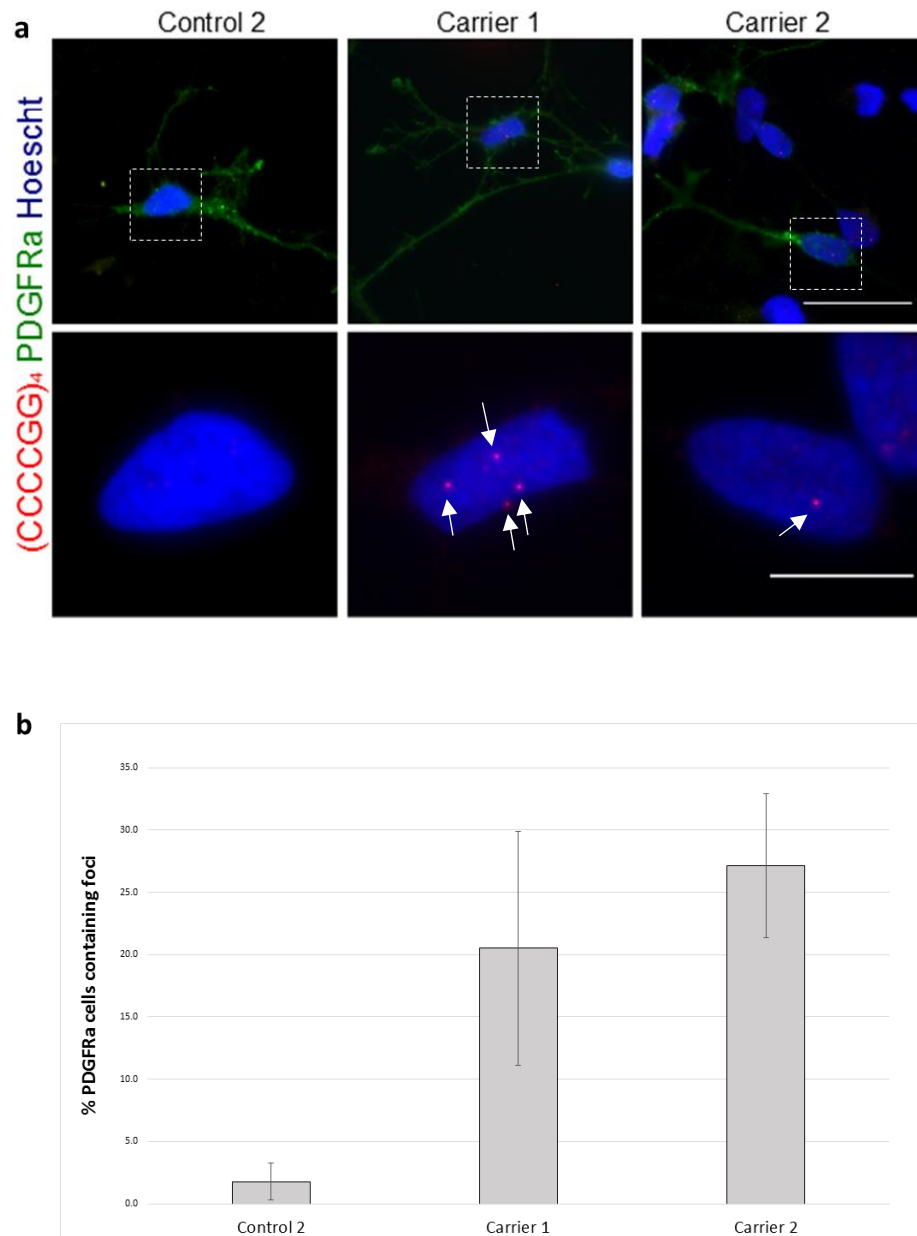 a
Control 2
Carrier 1
Carrier 2
(CCCCGG)₄ PDGFRa Hoescht
b
% PDGFRa cells containing foci
35.0
30.0
25.0
20.0
15.0
10.0
5.0
0.0
Control 2
Carrier 1
Carrier 2